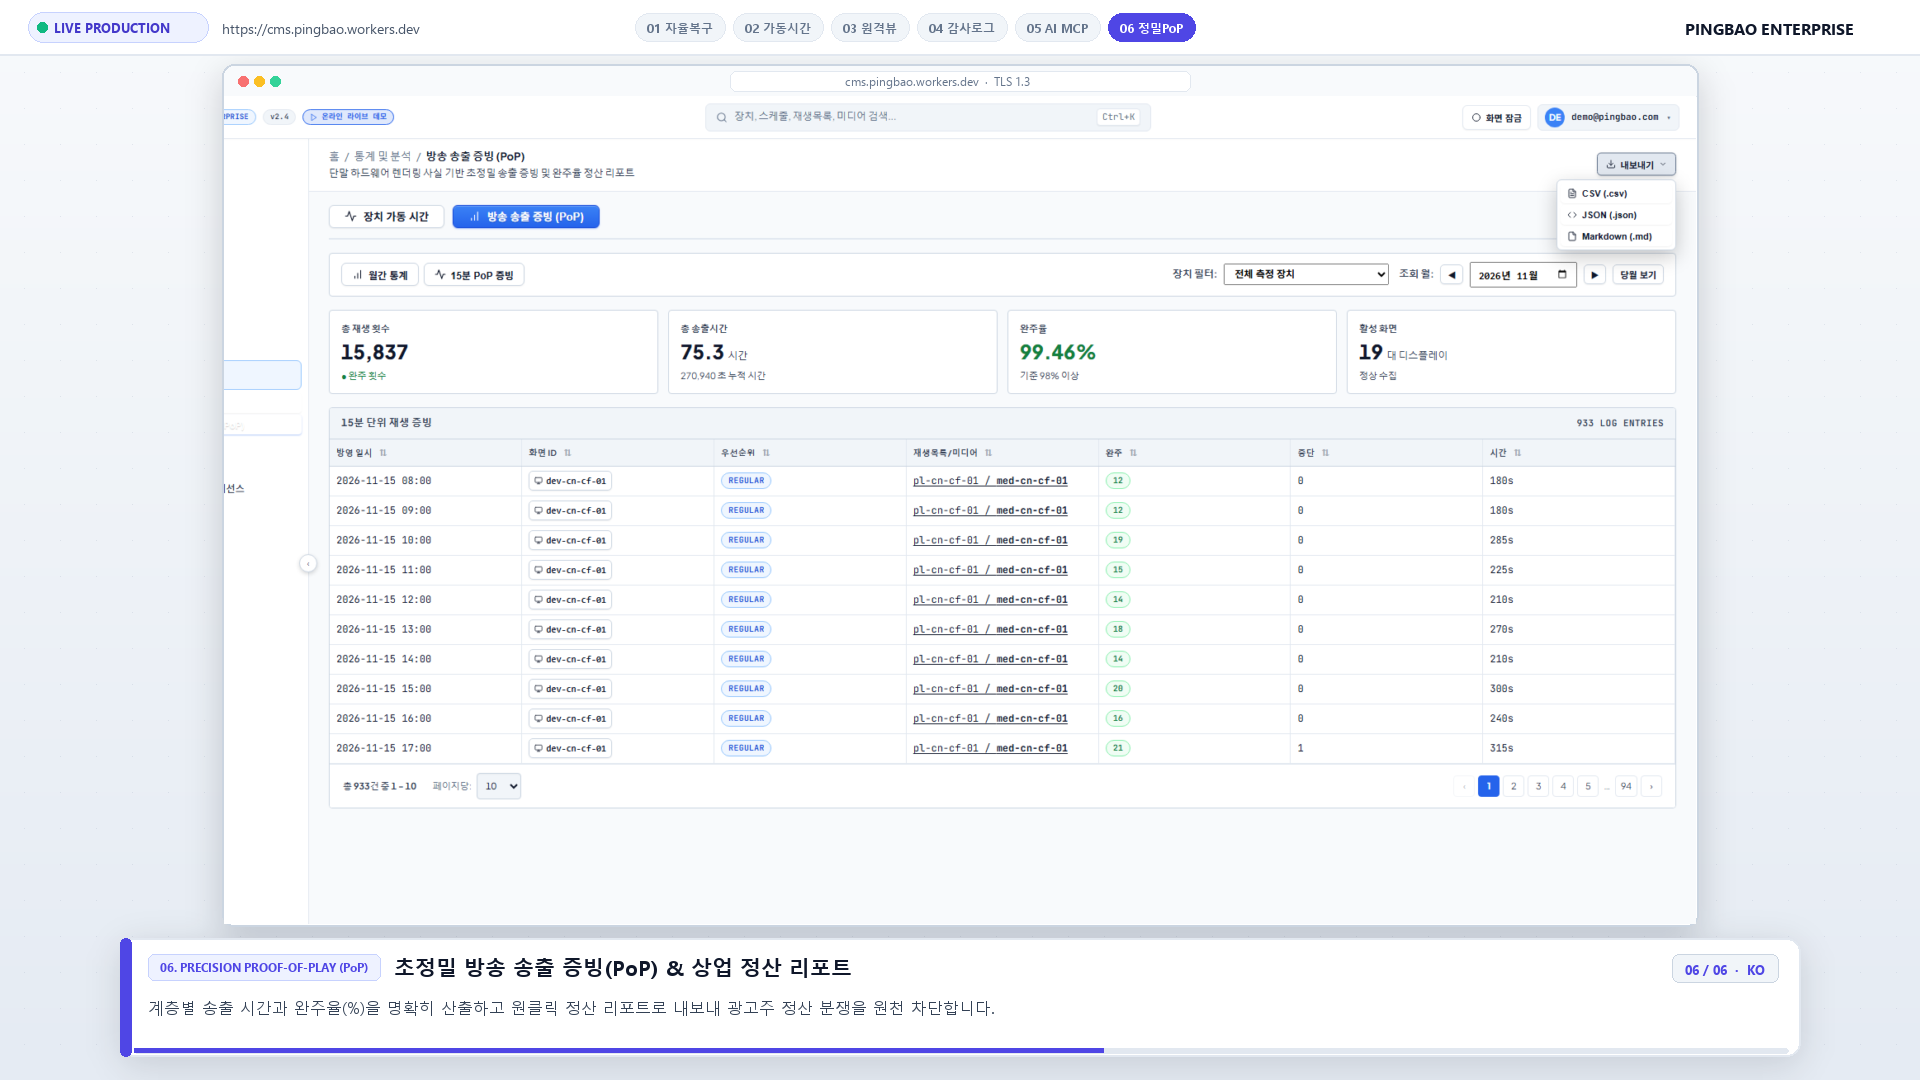 LIVE PRODUCTION
https://cms.pingbao.workers.dev
01 자율복구
02 가동시간
03 원격뷰
04 감사로그
05 AI MCP
06 정밀PoP
PINGBAO ENTERPRISE
cms.pingbao.workers.dev · TLS 1.3
RPRISE
v2.4
▷ 온라인 라이브 데모
장치, 스케줄, 재생목록, 미디어 검색...
Ctrl+K
화면 잠금
DE
demo@pingbao.com
홈 / 통계 및 분석 / 방송 송출 증빙 (PoP)
단말 하드웨어 렌더링 사실 기반 초정밀 송출 증빙 및 완주율 정산 리포트
내보내기
CSV (.csv)
JSON (.json)
Markdown (.md)
장치 가동 시간
방송 송출 증빙 (PoP)
월간 통계
15분 PoP 증빙
장치 필터:
전체 측정 장치
조회 월:
◀
2026년 11월
▶
당월 보기
총 재생 횟수
15,837
● 완주 횟수
총 송출시간
75.3 시간
270,940 초 누적 시간
완주율
99.46%
기준 98% 이상
활성 화면
19 대 디스플레이
정상 수집
PoP)
이선스
15분 단위 재생 증빙
933 LOG ENTRIES
방영 일시 ⇅ 화면 ID ⇅ 우선순위 ⇅ 재생목록/미디어 ⇅ 완주 ⇅ 중단 ⇅ 시간 ⇅
2026-11-15 08:00 dev-cn-cf-01 REGULAR pl-cn-cf-01 / med-cn-cf-01 12 0 180s
2026-11-15 09:00 dev-cn-cf-01 REGULAR pl-cn-cf-01 / med-cn-cf-01 12 0 180s
2026-11-15 10:00 dev-cn-cf-01 REGULAR pl-cn-cf-01 / med-cn-cf-01 19 0 285s
2026-11-15 11:00 dev-cn-cf-01 REGULAR pl-cn-cf-01 / med-cn-cf-01 15 0 225s
2026-11-15 12:00 dev-cn-cf-01 REGULAR pl-cn-cf-01 / med-cn-cf-01 14 0 210s
2026-11-15 13:00 dev-cn-cf-01 REGULAR pl-cn-cf-01 / med-cn-cf-01 18 0 270s
2026-11-15 14:00 dev-cn-cf-01 REGULAR pl-cn-cf-01 / med-cn-cf-01 14 0 210s
2026-11-15 15:00 dev-cn-cf-01 REGULAR pl-cn-cf-01 / med-cn-cf-01 20 0 300s
2026-11-15 16:00 dev-cn-cf-01 REGULAR pl-cn-cf-01 / med-cn-cf-01 16 0 240s
2026-11-15 17:00 dev-cn-cf-01 REGULAR pl-cn-cf-01 / med-cn-cf-01 21 1 315s
총 933건 중 1 - 10
페이지당:
10
‹ 1 2 3 4 5 … 94 ›
06. PRECISION PROOF-OF-PLAY (PoP)
초정밀 방송 송출 증빙(PoP) & 상업 정산 리포트
06 / 06 · KO
계층별 송출 시간과 완주율(%)을 명확히 산출하고 원클릭 정산 리포트로 내보내 광고주 정산 분쟁을 원천 차단합니다.